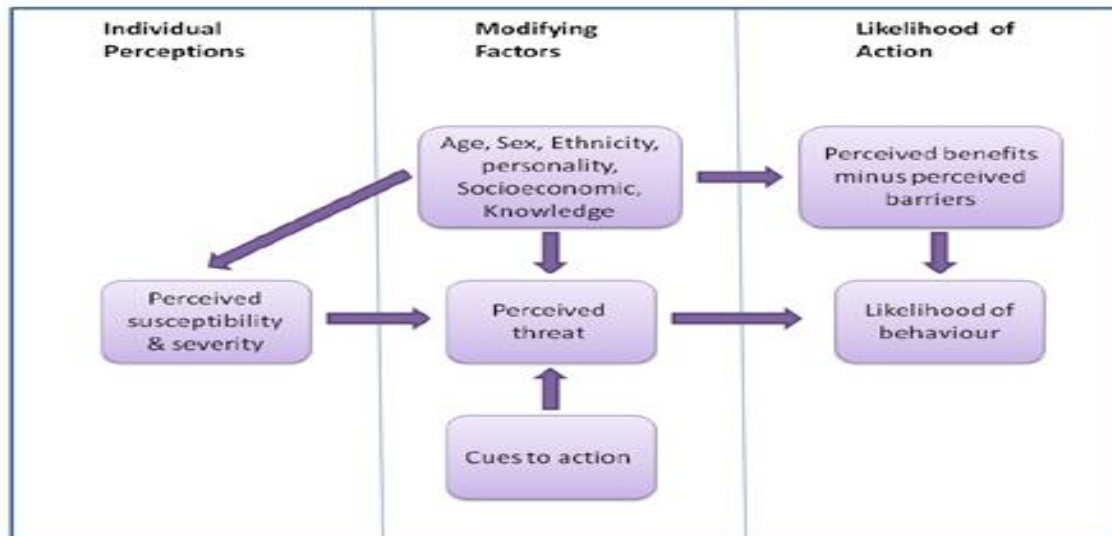 Individual
Perceptions
Modifying
Factors
Likelihood of
Action
Age, Sex, Ethnicity,
personality,
Socioeconomic,
Knowledge
Perceived benefits
minus perceived
barriers
Perceived
susceptibility
& severity
Perceived
threat
Likelihood of
behaviour
Cues to action